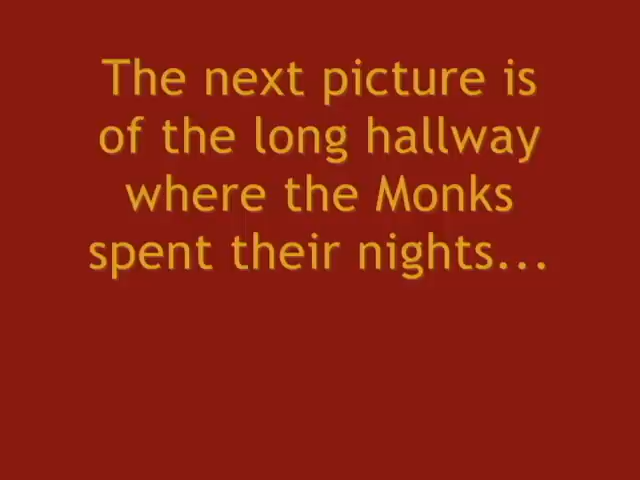 The next picture is
of the long hallway
where the Monks
spent their nights...